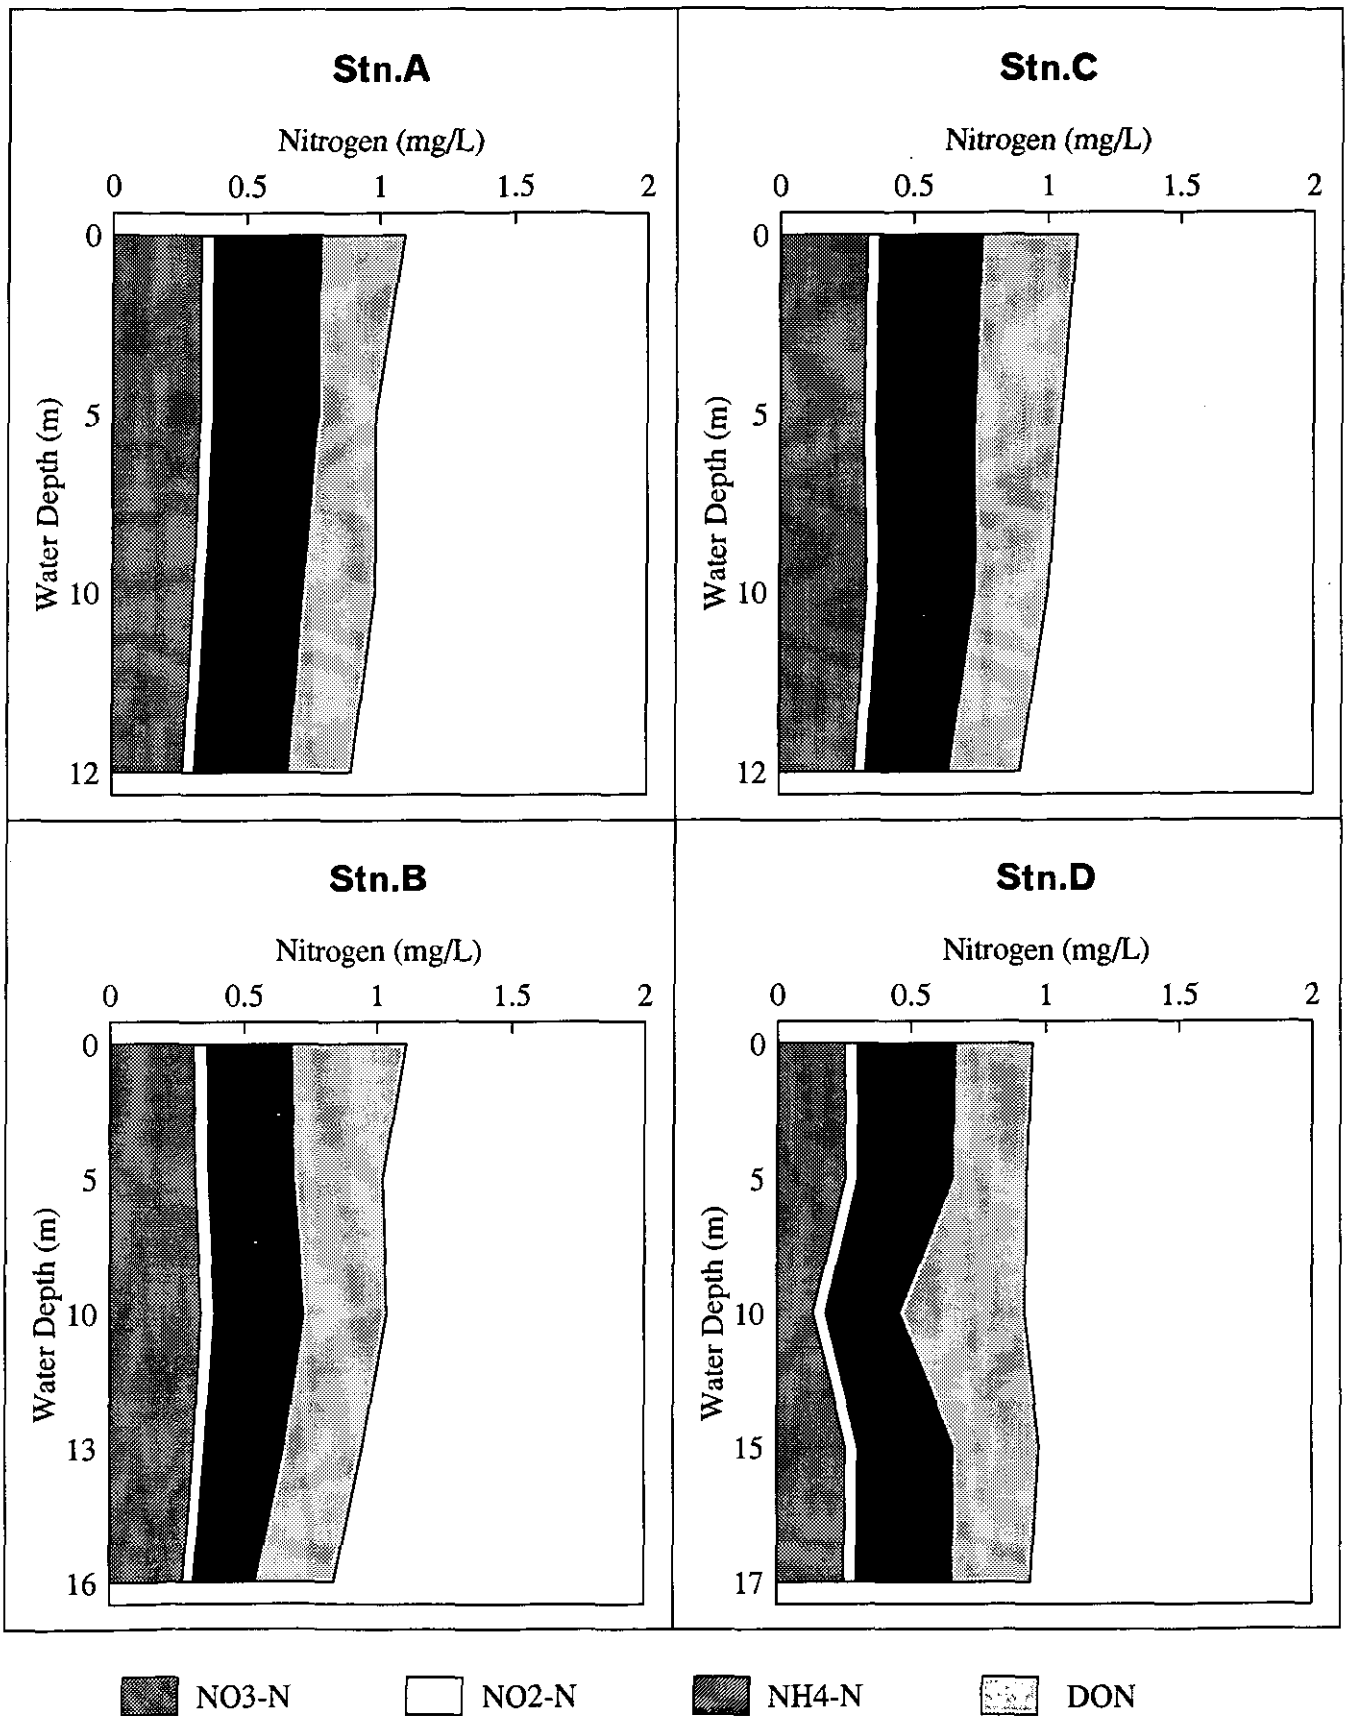 Stn.A
Nitrogen (mg/L)
0 0.5 1 1.5 2
0
5
10
12
Water Depth (m)
Stn.C
Nitrogen (mg/L)
0 0.5 1 1.5 2
0
5
10
12
Water Depth (m)
Stn.B
Nitrogen (mg/L)
0 0.5 1 1.5 2
0
5
10
13
16
Water Depth (m)
Stn.D
Nitrogen (mg/L)
0 0.5 1 1.5 2
0
5
10
15
17
Water Depth (m)
NO3-N NO2-N NH4-N DON